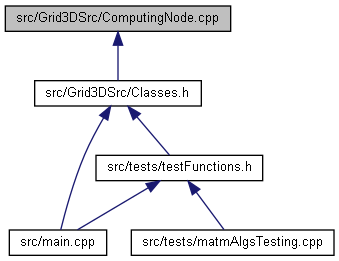 src/Grid3DSrc/ComputingNode.cpp
src/Grid3DSrc/Classes.h
src/tests/testFunctions.h
src/main.cpp
src/tests/matmAlgsTesting.cpp